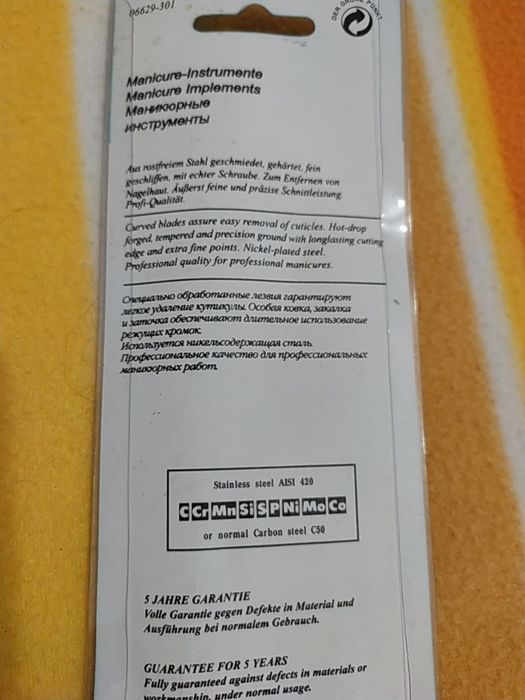 06629-301
DER GRÜNE PUNKT
Manicure-Instrumente
Manicure Implements
Маникюрные
инструменты
Aus rostfreiem Stahl geschmiedet, gehärtet, fein
geschliffen, mit echter Schraube. Zum Entfernen von
Nagelhaut. Äußerst feine und präzise Schnittleistung.
Profi-Qualität.
Curved blades assure easy removal of cuticles. Hot-drop
forged, tempered and precision ground with longlasting cutting
edge and extra fine points. Nickel-plated steel.
Professional quality for professional manicures.
Специально обработанные лезвия гарантируют
легкое удаление кутикулы. Особая ковка, закалка
и заточка обеспечивают длительное использование
режущих кромок.
Используется никельсодержащая сталь.
Профессиональное качество для профессиональных
маникюрных работ.
Stainless steel AISI 420
C Cr Mn Si S P Ni Mo Co
or normal Carbon steel C50
5 JAHRE GARANTIE
Volle Garantie gegen Defekte in Material und
Ausführung bei normalem Gebrauch.
GUARANTEE FOR 5 YEARS
Fully guaranteed against defects in materials or
workmanship, under normal usage.